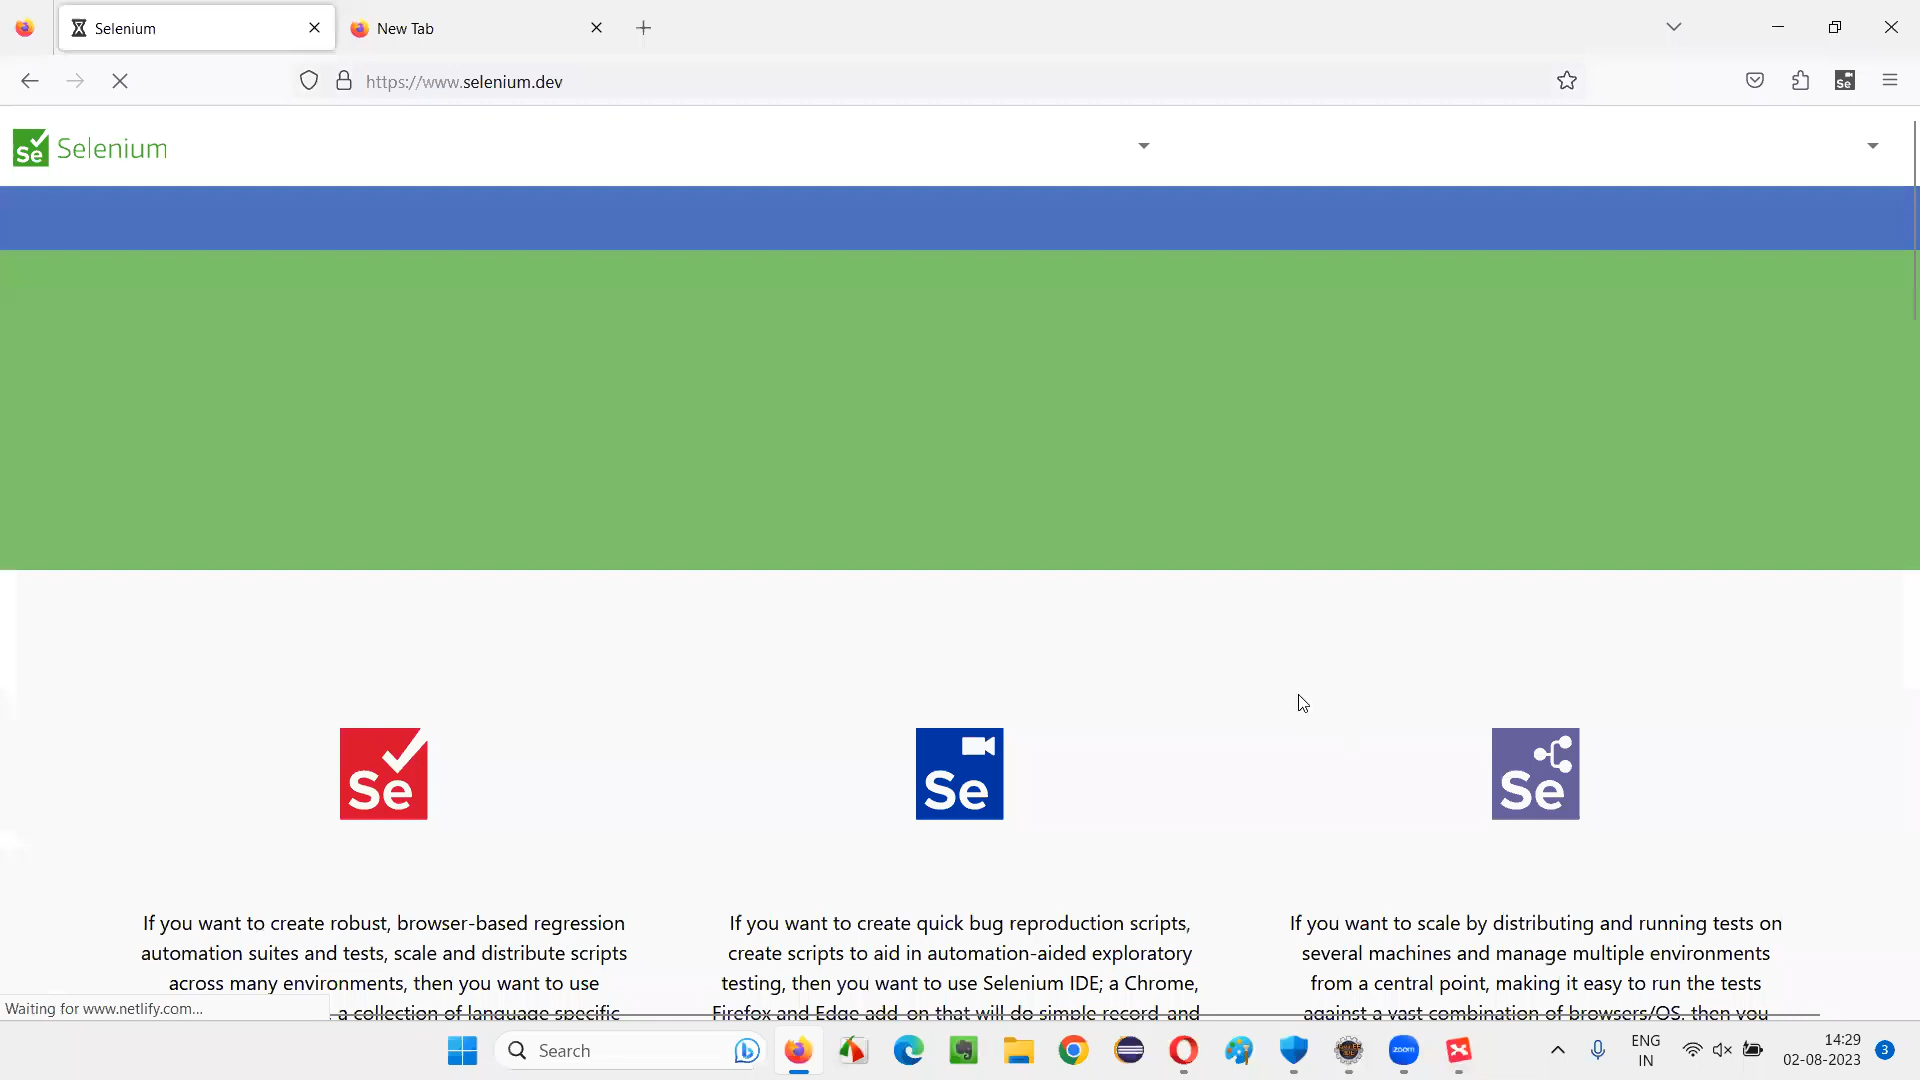 Selenium
New Tab
https://www.selenium.dev
Se
Se Selenium
Se
Se
Se
If you want to create robust, browser-based regression
automation suites and tests, scale and distribute scripts
across many environments, then you want to use
a collection of language specific
If you want to create quick bug reproduction scripts,
create scripts to aid in automation-aided exploratory
testing, then you want to use Selenium IDE; a Chrome,
Firefox and Edge add-on that will do simple record-and
If you want to scale by distributing and running tests on
several machines and manage multiple environments
from a central point, making it easy to run the tests
against a vast combination of browsers/OS, then you
Waiting for www.netlify.com...
Search
zoom
ENG
IN
14:29
02-08-2023
3